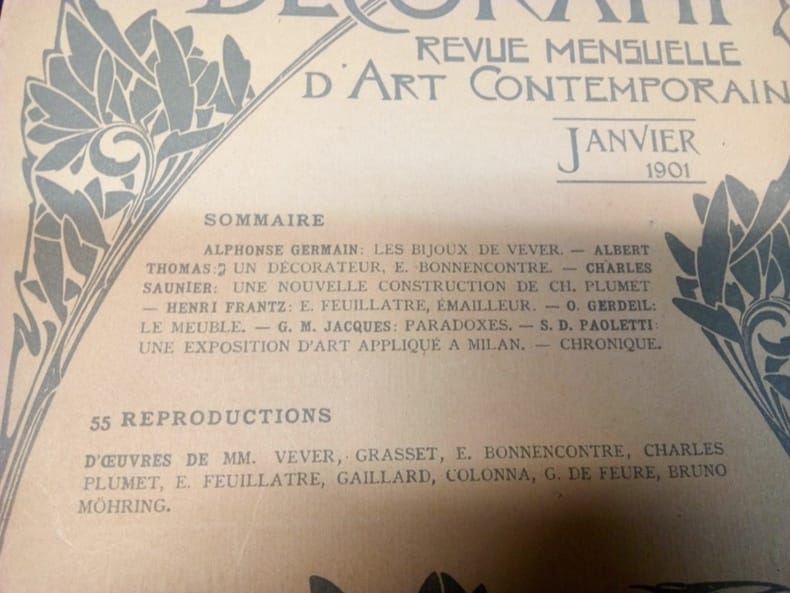 DÉCORATIF
REVUE MENSUELLE
D'ART CONTEMPORAIN
JANVIER
1901
SOMMAIRE
ALPHONSE GERMAIN: LES BIJOUX DE VEVER. — ALBERT
THOMAS: UN DÉCORATEUR, E. BONNENCONTRE. — CHARLES
SAUNIER: UNE NOUVELLE CONSTRUCTION DE CH. PLUMET
— HENRI FRANTZ: E. FEUILLATRE, ÉMAILLEUR. — O. GERDEIL:
LE MEUBLE. — G. M. JACQUES: PARADOXES. — S. D. PAOLETTI:
UNE EXPOSITION D'ART APPLIQUÉ A MILAN. — CHRONIQUE.
55 REPRODUCTIONS
D'ŒUVRES DE MM. VEVER, GRASSET, E. BONNENCONTRE, CHARLES
PLUMET, E. FEUILLATRE, GAILLARD, COLONNA, G. DE FEURE, BRUNO
MÖHRING.